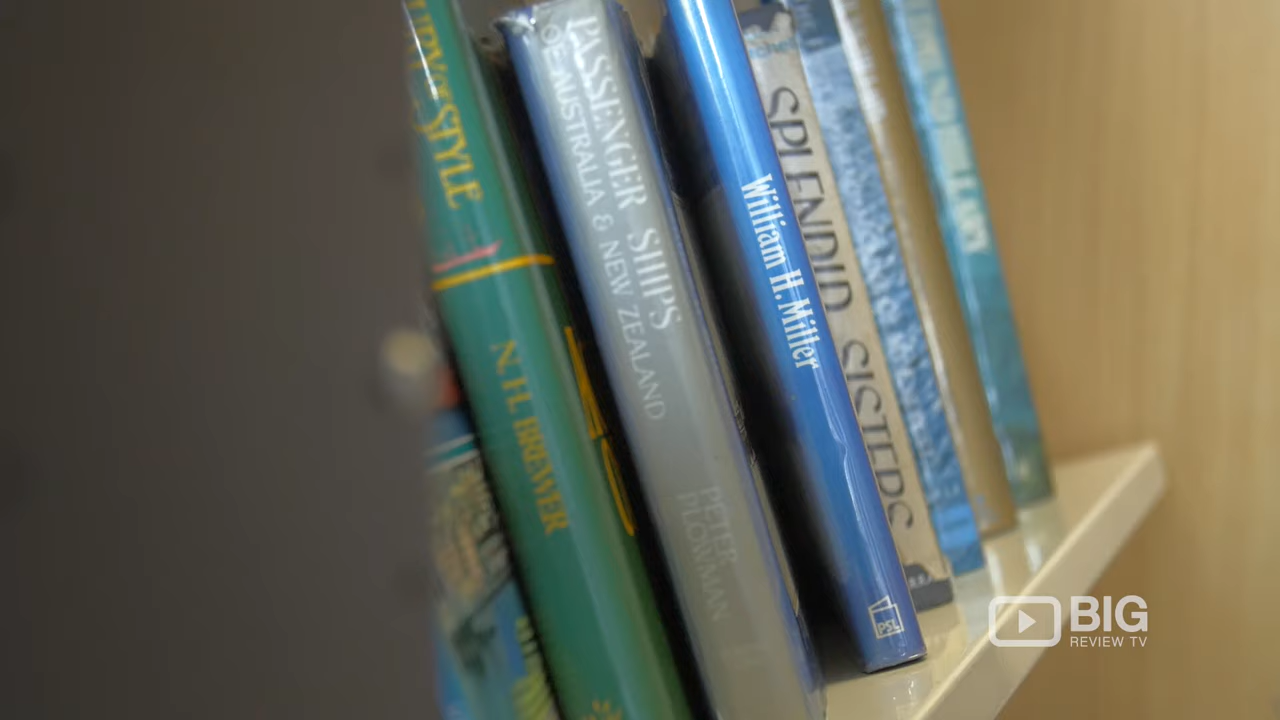 STYLE
N. H. BREWER
PASSENGER SHIPS
OF AUSTRALIA & NEW ZEALAND
PETER
PLOWMAN
William H. Miller
PSL
SPLENDID SISTERS
BIG
REVIEW TV